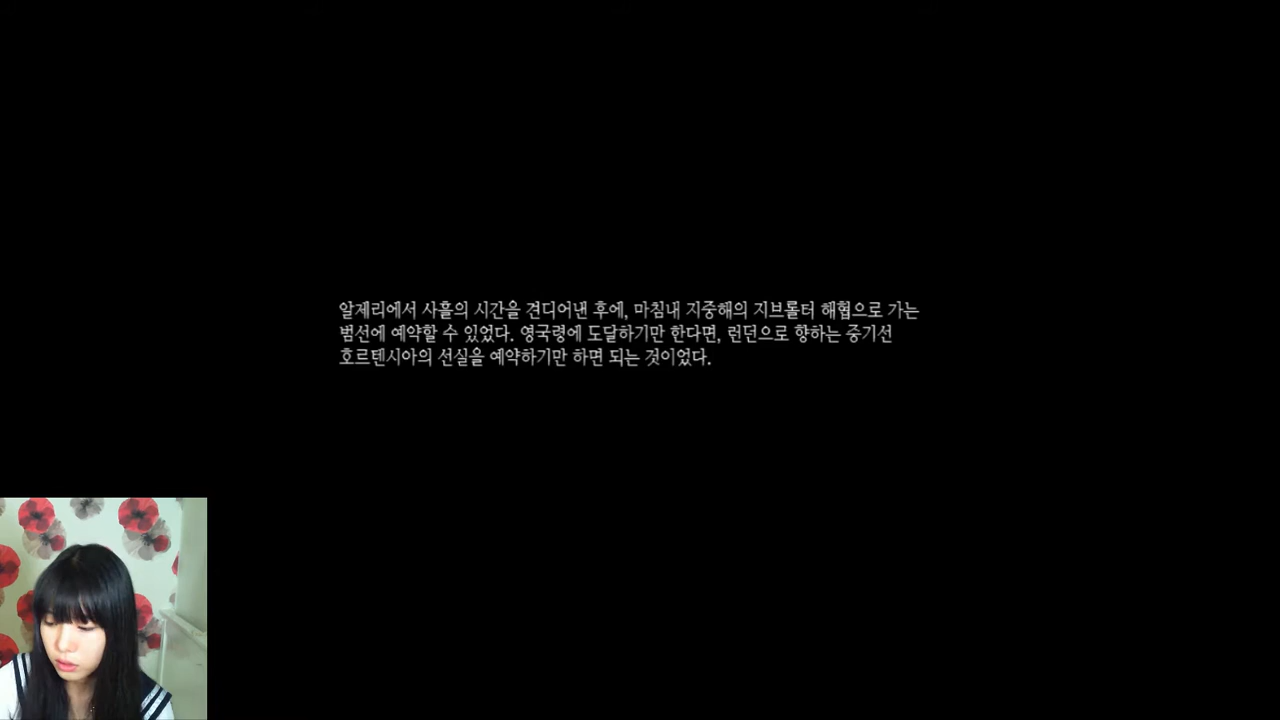 알제리에서 사흘의 시간을 견디어낸 후에, 마침내 지중해의 지브롤터 해협으로 가는
범선에 예약할 수 있었다. 영국령에 도달하기만 한다면, 런던으로 향하는 증기선
호르텐시아의 선실을 예약하기만 하면 되는 것이었다.